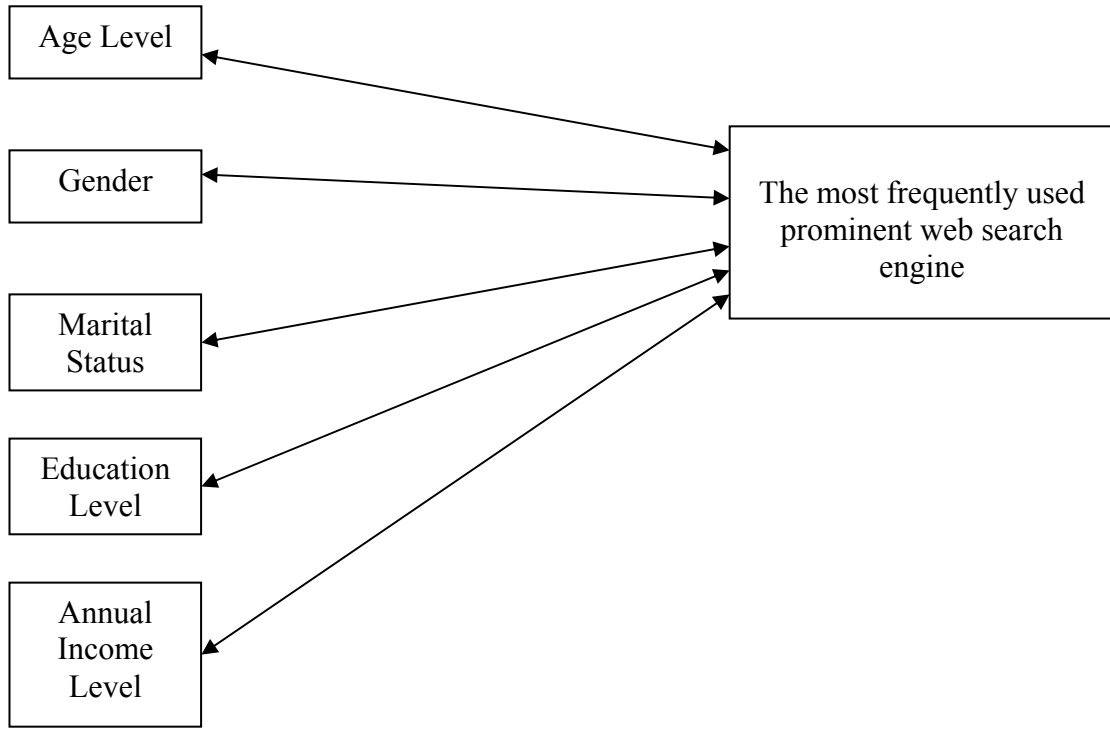 Age Level
Gender
Marital
Status
Education
Level
Annual
Income
Level
The most frequently used
prominent web search
engine